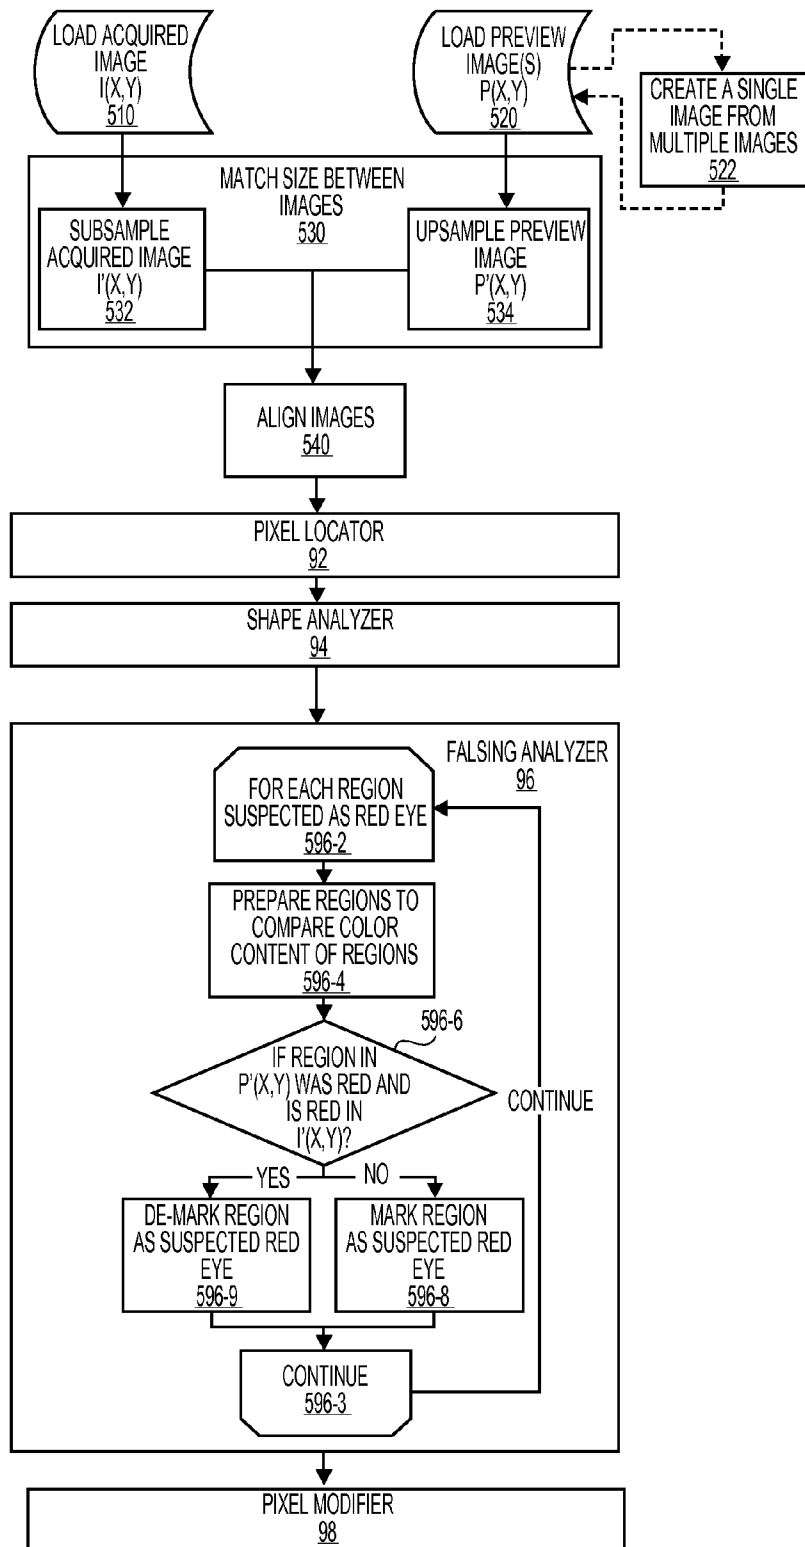 LOAD ACQUIRED
IMAGE
I(X,Y)
510
LOAD PREVIEW
IMAGE(S)
P(X,Y)
520
CREATE A SINGLE
IMAGE FROM
MULTIPLE IMAGES
522
MATCH SIZE BETWEEN
IMAGES
530
SUBSAMPLE
ACQUIRED IMAGE
I'(X,Y)
532
UPSAMPLE PREVIEW
IMAGE
P'(X,Y)
534
ALIGN IMAGES
540
PIXEL LOCATOR
92
SHAPE ANALYZER
94
FALSING ANALYZER
96
FOR EACH REGION
SUSPECTED AS RED EYE
596-2
PREPARE REGIONS TO
COMPARE COLOR
CONTENT OF REGIONS
596-4
596-6
IF REGION IN
P'(X,Y) WAS RED AND
IS RED IN
I'(X,Y)?
CONTINUE
YES
NO
DE-MARK REGION
AS SUSPECTED RED
EYE
596-9
MARK REGION
AS SUSPECTED RED
EYE
596-8
CONTINUE
596-3
PIXEL MODIFIER
98